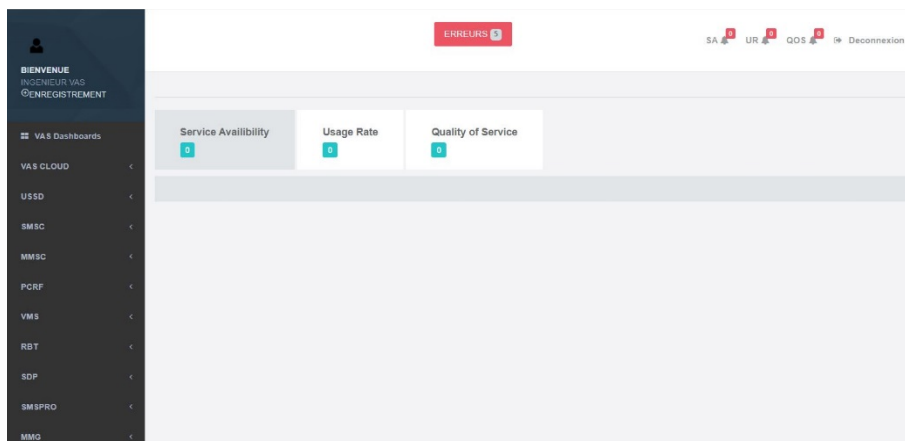 ERREURS 5
SA 0 UR 0 QOS 0 Deconnexion
BIENVENUE
INGENIEUR VAS
ENREGISTREMENT
VAS Dashboards
VAS CLOUD
USSD
SMSC
MMSC
PCRF
VMS
RBT
SDP
SMSPRO
MMG
Service Availibility
0
Usage Rate
0
Quality of Service
0